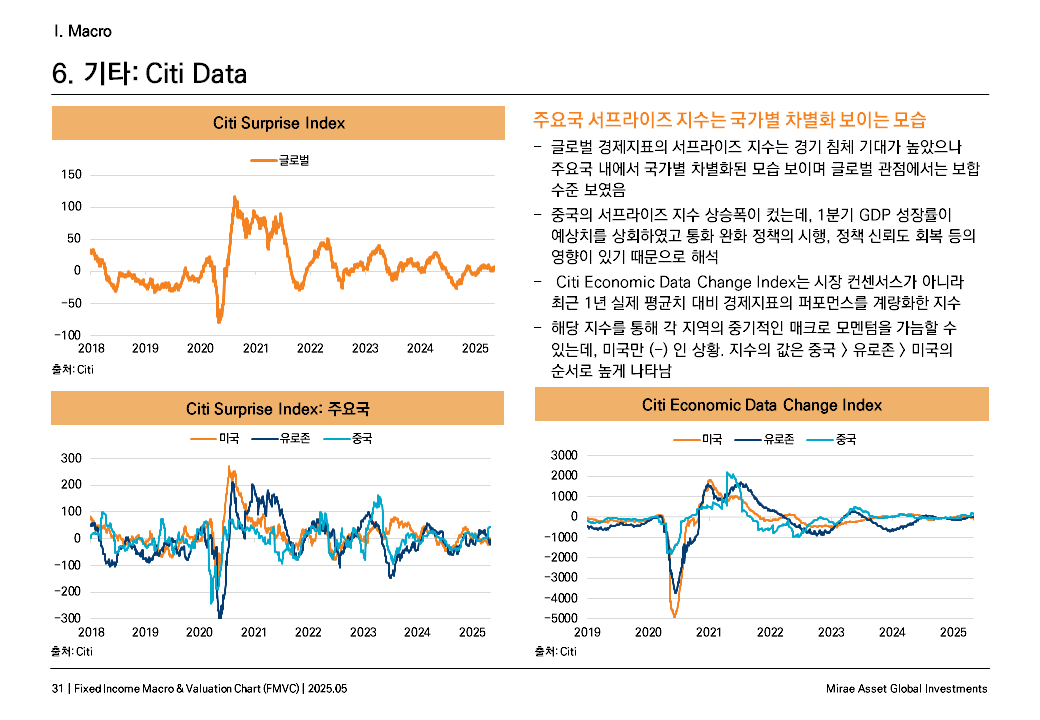 I. Macro
6. 기타: Citi Data
Citi Surprise Index
글로벌
150
100
50
0
−50
−100
2018 2019 2020 2021 2022 2023 2024 2025
출처: Citi
주요국 서프라이즈 지수는 국가별 차별화 보이는 모습
− 글로벌 경제지표의 서프라이즈 지수는 경기 침체 기대가 높았으나
주요국 내에서 국가별 차별화된 모습 보이며 글로벌 관점에서는 보합
수준 보였음
− 중국의 서프라이즈 지수 상승폭이 컸는데, 1분기 GDP 성장률이
예상치를 상회하였고 통화 완화 정책의 시행, 정책 신뢰도 회복 등의
영향이 있기 때문으로 해석
− Citi Economic Data Change Index는 시장 컨센서스가 아니라
최근 1년 실제 평균치 대비 경제지표의 퍼포먼스를 계량화한 지수
− 해당 지수를 통해 각 지역의 중기적인 매크로 모멘텀을 가늠할 수
있는데, 미국만 (−) 인 상황. 지수의 값은 중국 > 유로존 > 미국의
순서로 높게 나타남
Citi Surprise Index: 주요국
미국 유로존 중국
300
200
100
0
−100
−200
−300
2018 2019 2020 2021 2022 2023 2024 2025
출처: Citi
Citi Economic Data Change Index
미국 유로존 중국
3000
2000
1000
0
−1000
−2000
−3000
−4000
−5000
2019 2020 2021 2022 2023 2024 2025
출처: Citi
31 | Fixed Income Macro & Valuation Chart (FMVC) | 2025.05
Mirae Asset Global Investments